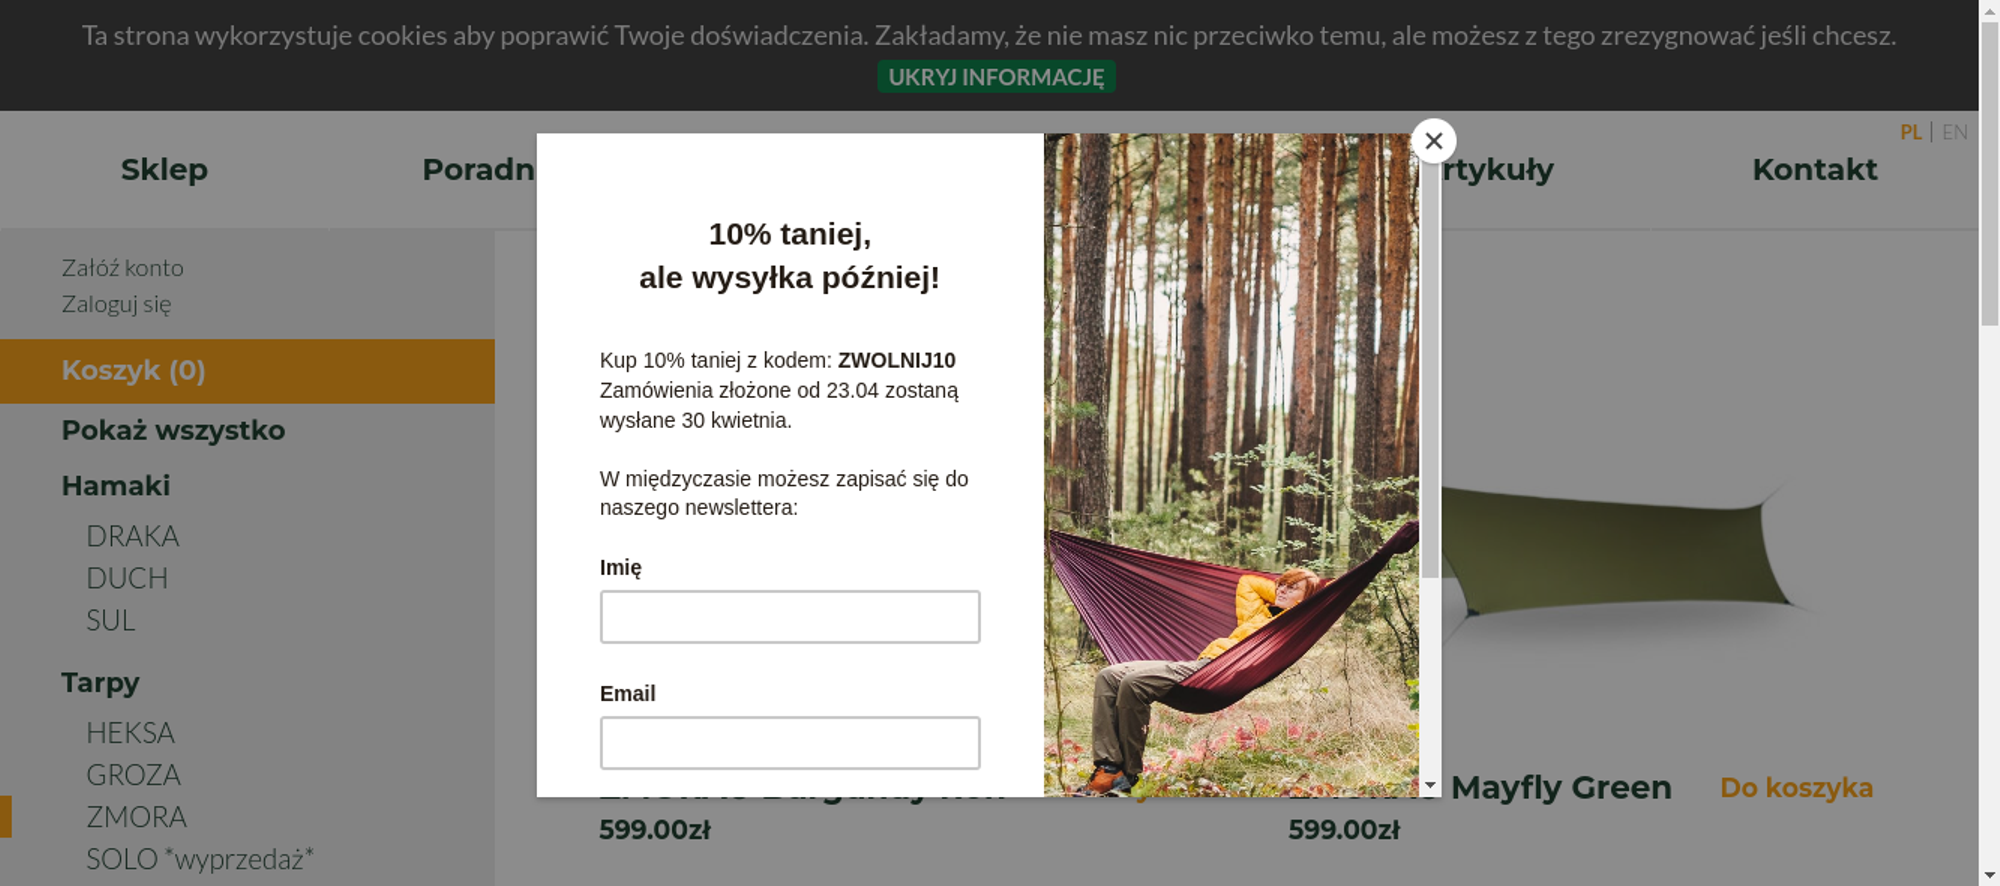 Ta strona wykorzystuje cookies aby poprawić Twoje doświadczenia. Zakładamy, że nie masz nic przeciwko temu, ale możesz z tego zrezygnować jeśli chcesz.
UKRYJ INFORMACJĘ
PL | EN
Sklep
Poradn
rtykuły
Kontakt
Załóż konto
Zaloguj się
Koszyk (0)
Pokaż wszystko
Hamaki
DRAKA
DUCH
SUL
Tarpy
HEKSA
GROZA
ZMORA
SOLO *wyprzedaż*
10% taniej,
ale wysyłka później!
Kup 10% taniej z kodem: ZWOLNIJ10
Zamówienia złożone od 23.04 zostaną
wysłane 30 kwietnia.
W międzyczasie możesz zapisać się do
naszego newslettera:
Imię
Email
599.00zł
Mayfly Green
Do koszyka
599.00zł